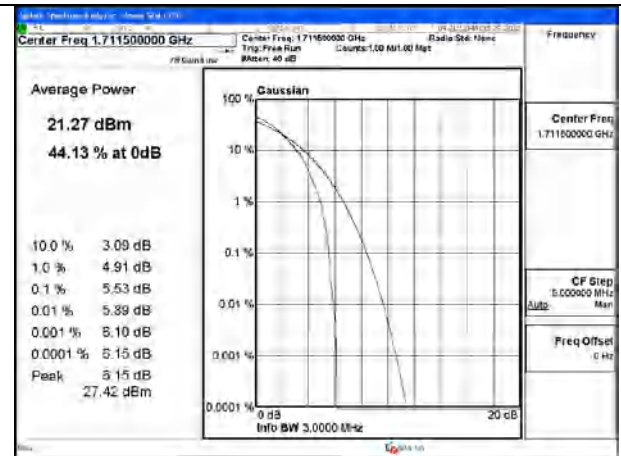 Center Freq 1.711500000 GHz
Center Freq: 1.711500000 GHz
Radio Std: None
Trig: Free Run
Counts:1.00 M/1.00 Mpt
#Atten: 40 dB
Frequency
Average Power
21.27 dBm
44.13 % at 0dB
10.0 % 3.09 dB
1.0 % 4.91 dB
0.1 % 5.53 dB
0.01 % 5.89 dB
0.001 % 6.10 dB
0.0001 % 6.15 dB
Peak 6.15 dB
27.42 dBm
Gaussian
100 %
10 %
1 %
0.1 %
0.01 %
0.001 %
0.0001 %
0 dB
20 dB
Info BW 3.0000 MHz
Center Freq
1.711500000 GHz
CF Step
5.000000 MHz
Auto Man
Freq Offset
0 Hz